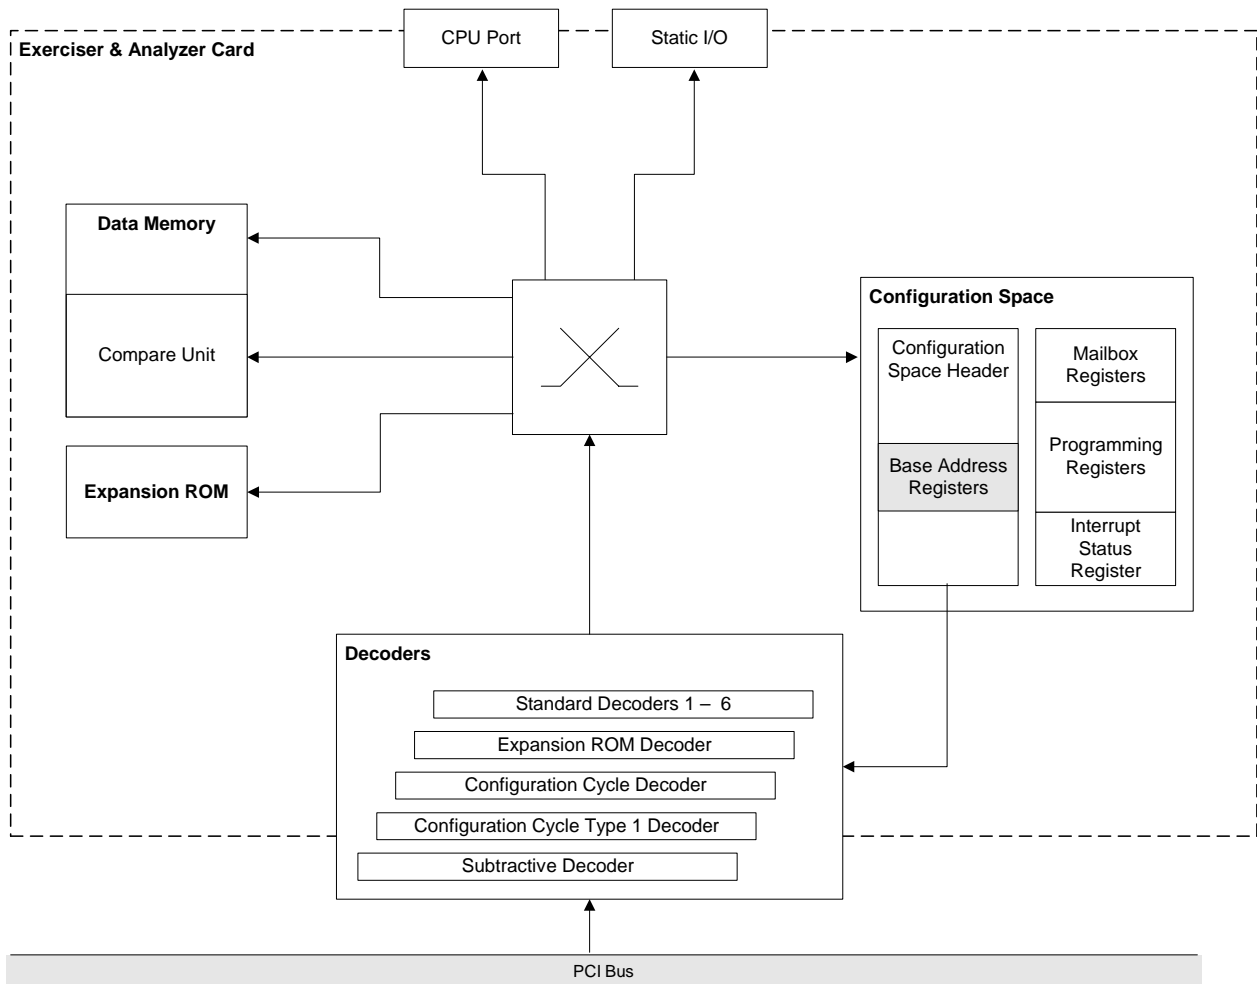 CPU Port
Static I/O
Exerciser & Analyzer Card
Data Memory
Compare Unit
Expansion ROM
Configuration Space
Configuration
Space Header
Base Address
Registers
Mailbox
Registers
Programming
Registers
Interrupt
Status
Register
Decoders
Standard Decoders 1 – 6
Expansion ROM Decoder
Configuration Cycle Decoder
Configuration Cycle Type 1 Decoder
Subtractive Decoder
PCI Bus